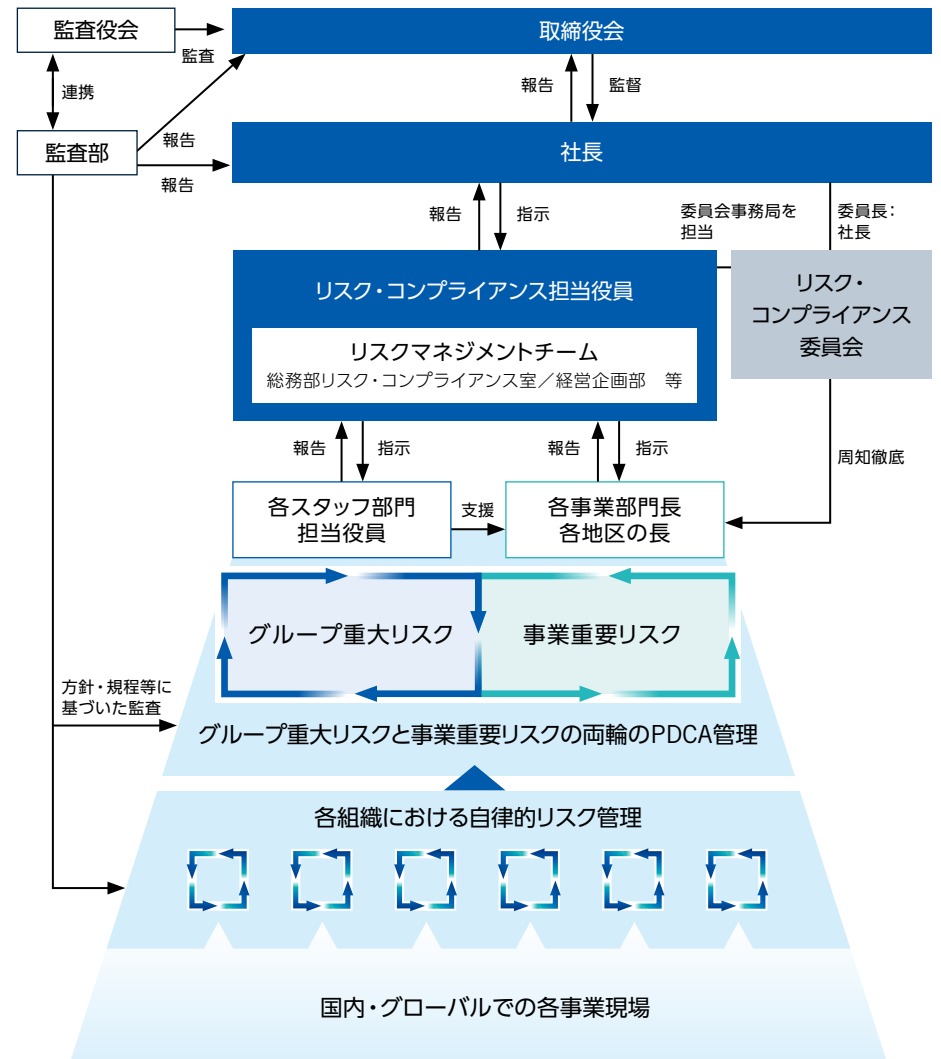 監査役会
監査
取締役会
連携
報告
監督
監査部
報告
報告
社長
報告
指示
委員会事務局を
担当
委員長：
社長
リスク・コンプライアンス担当役員
リスクマネジメントチーム
総務部リスク・コンプライアンス室／経営企画部　等
リスク・
コンプライアンス
委員会
報告
指示
報告
指示
周知徹底
各スタッフ部門
担当役員
支援
各事業部門長
各地区の長
グループ重大リスク
事業重要リスク
方針・規程等に
基づいた監査
グループ重大リスクと事業重要リスクの両輪のPDCA管理
各組織における自律的リスク管理
国内・グローバルでの各事業現場